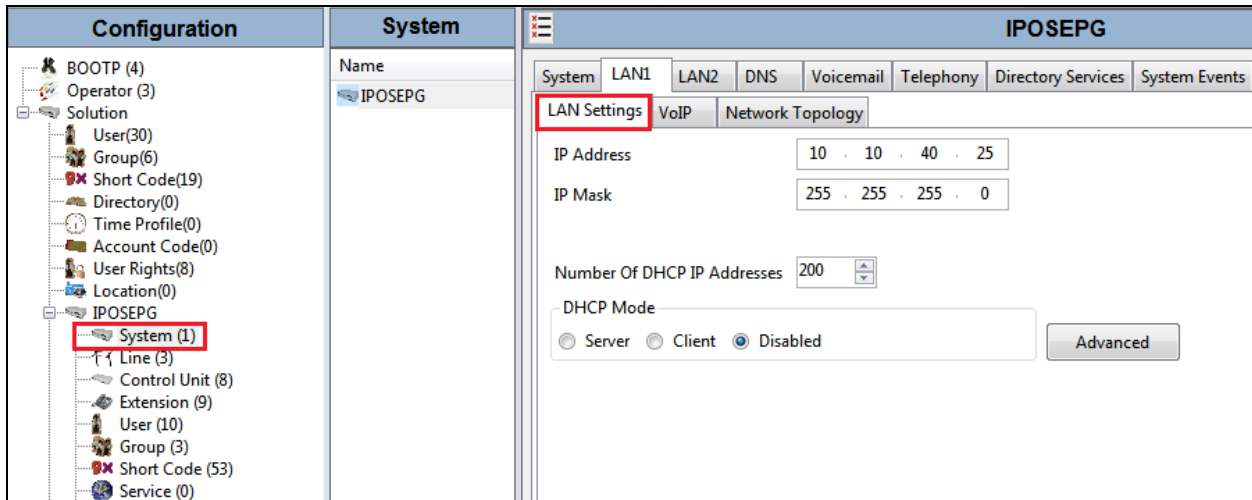 Configuration
BOOTP (4)
Operator (3)
Solution
User(30)
Group(6)
Short Code(19)
Directory(0)
Time Profile(0)
Account Code(0)
User Rights(8)
Location(0)
IPOSEPG
System (1)
Line (3)
Control Unit (8)
Extension (9)
User (10)
Group (3)
Short Code (53)
Service (0)
System
Name
IPOSEPG
IPOSEPG
System LAN1 LAN2 DNS Voicemail Telephony Directory Services System Events
LAN Settings VoIP Network Topology
IP Address 10 . 10 . 40 . 25
IP Mask 255 . 255 . 255 . 0
Number Of DHCP IP Addresses 200
DHCP Mode
Server Client Disabled Advanced